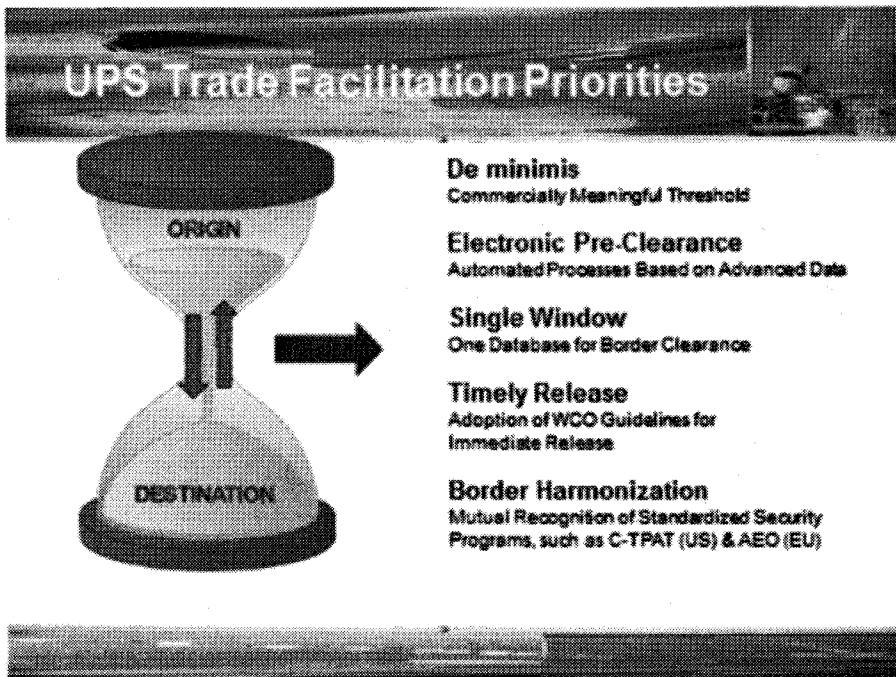 UPS Trade Facilitation Priorities
ORIGIN
DESTINATION
De minimis
Commercially Meaningful Threshold
Electronic Pre-Clearance
Automated Processes Based on Advanced Data
Single Window
One Database for Border Clearance
Timely Release
Adoption of WCO Guidelines for
Immediate Release
Border Harmonization
Mutual Recognition of Standardized Security
Programs, such as C-TPAT (US) & AEO (EU)